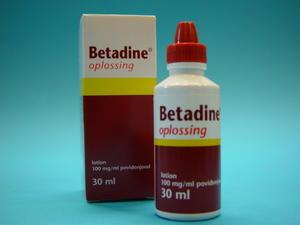 Betadine®
oplossing
lotion
100 mg/ml povidonjood
30 ml
Betadine®
oplossing
lotion
100 mg/ml povidonjood
30 ml